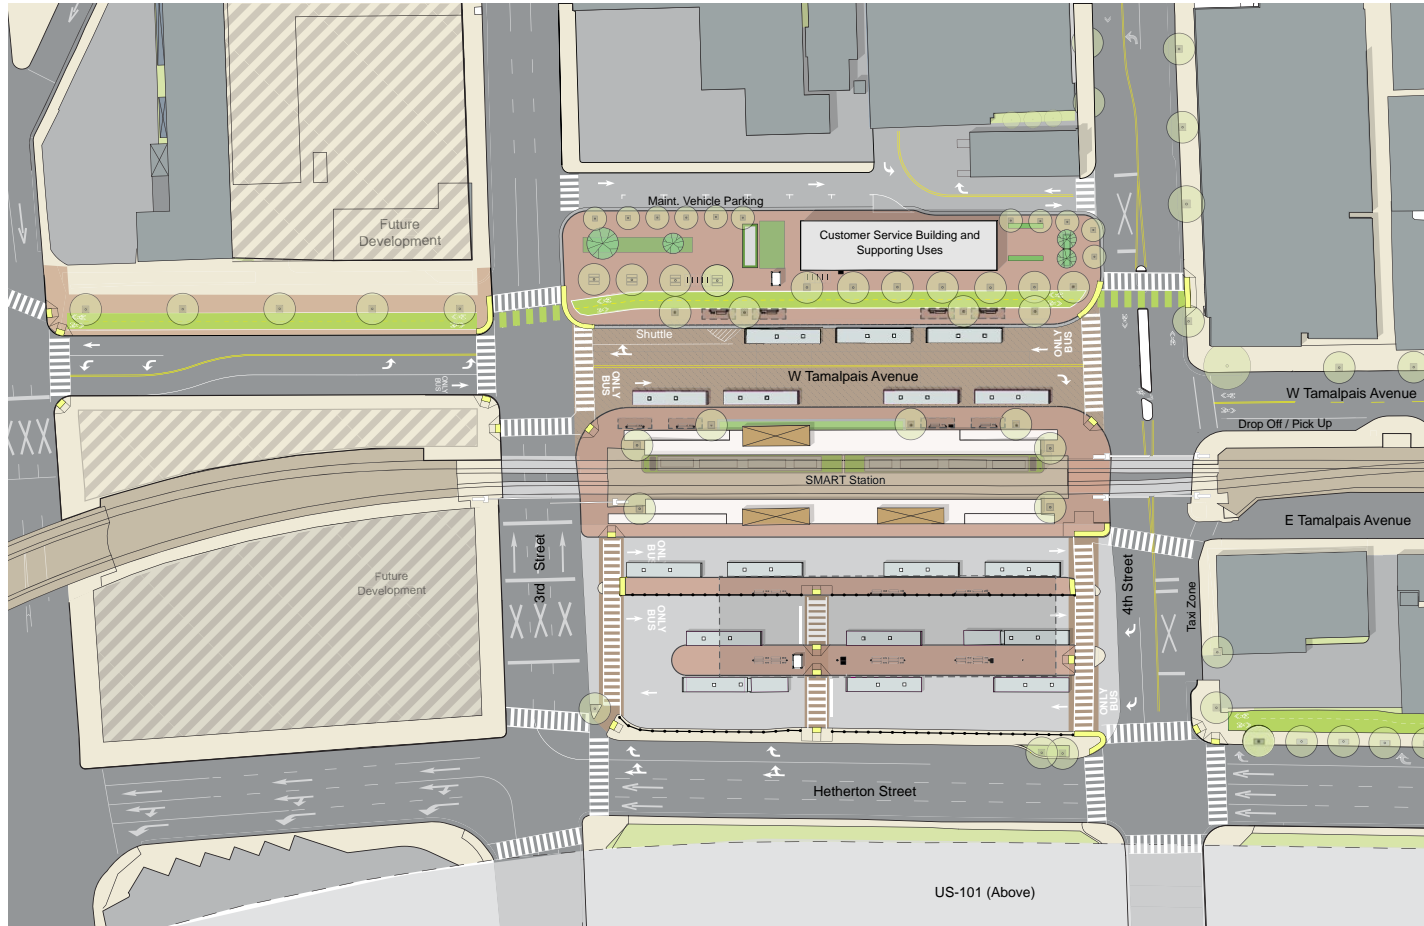 Maint. Vehicle Parking
Future
Development
Customer Service Building and
Supporting Uses
Shuttle
ONLY
BUS
W Tamalpais Avenue
ONLY
BUS
ONLY
BUS
W Tamalpais Avenue
Drop Off / Pick Up
SMART Station
E Tamalpais Avenue
3rd Street
ONLY
BUS
4th Street
Future
Development
Taxi Zone
ONLY
BUS
ONLY
BUS
Hetherton Street
US-101 (Above)